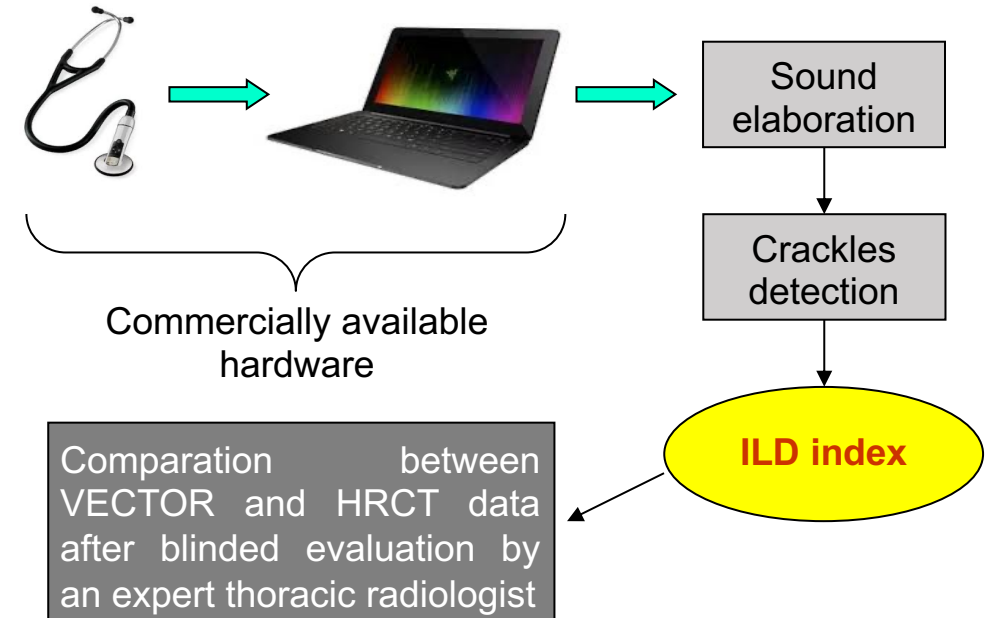 Sound
elaboration
Crackles
detection
Commercially available
hardware
ILD index
Comparation between
VECTOR and HRCT data
after blinded evaluation by
an expert thoracic radiologist